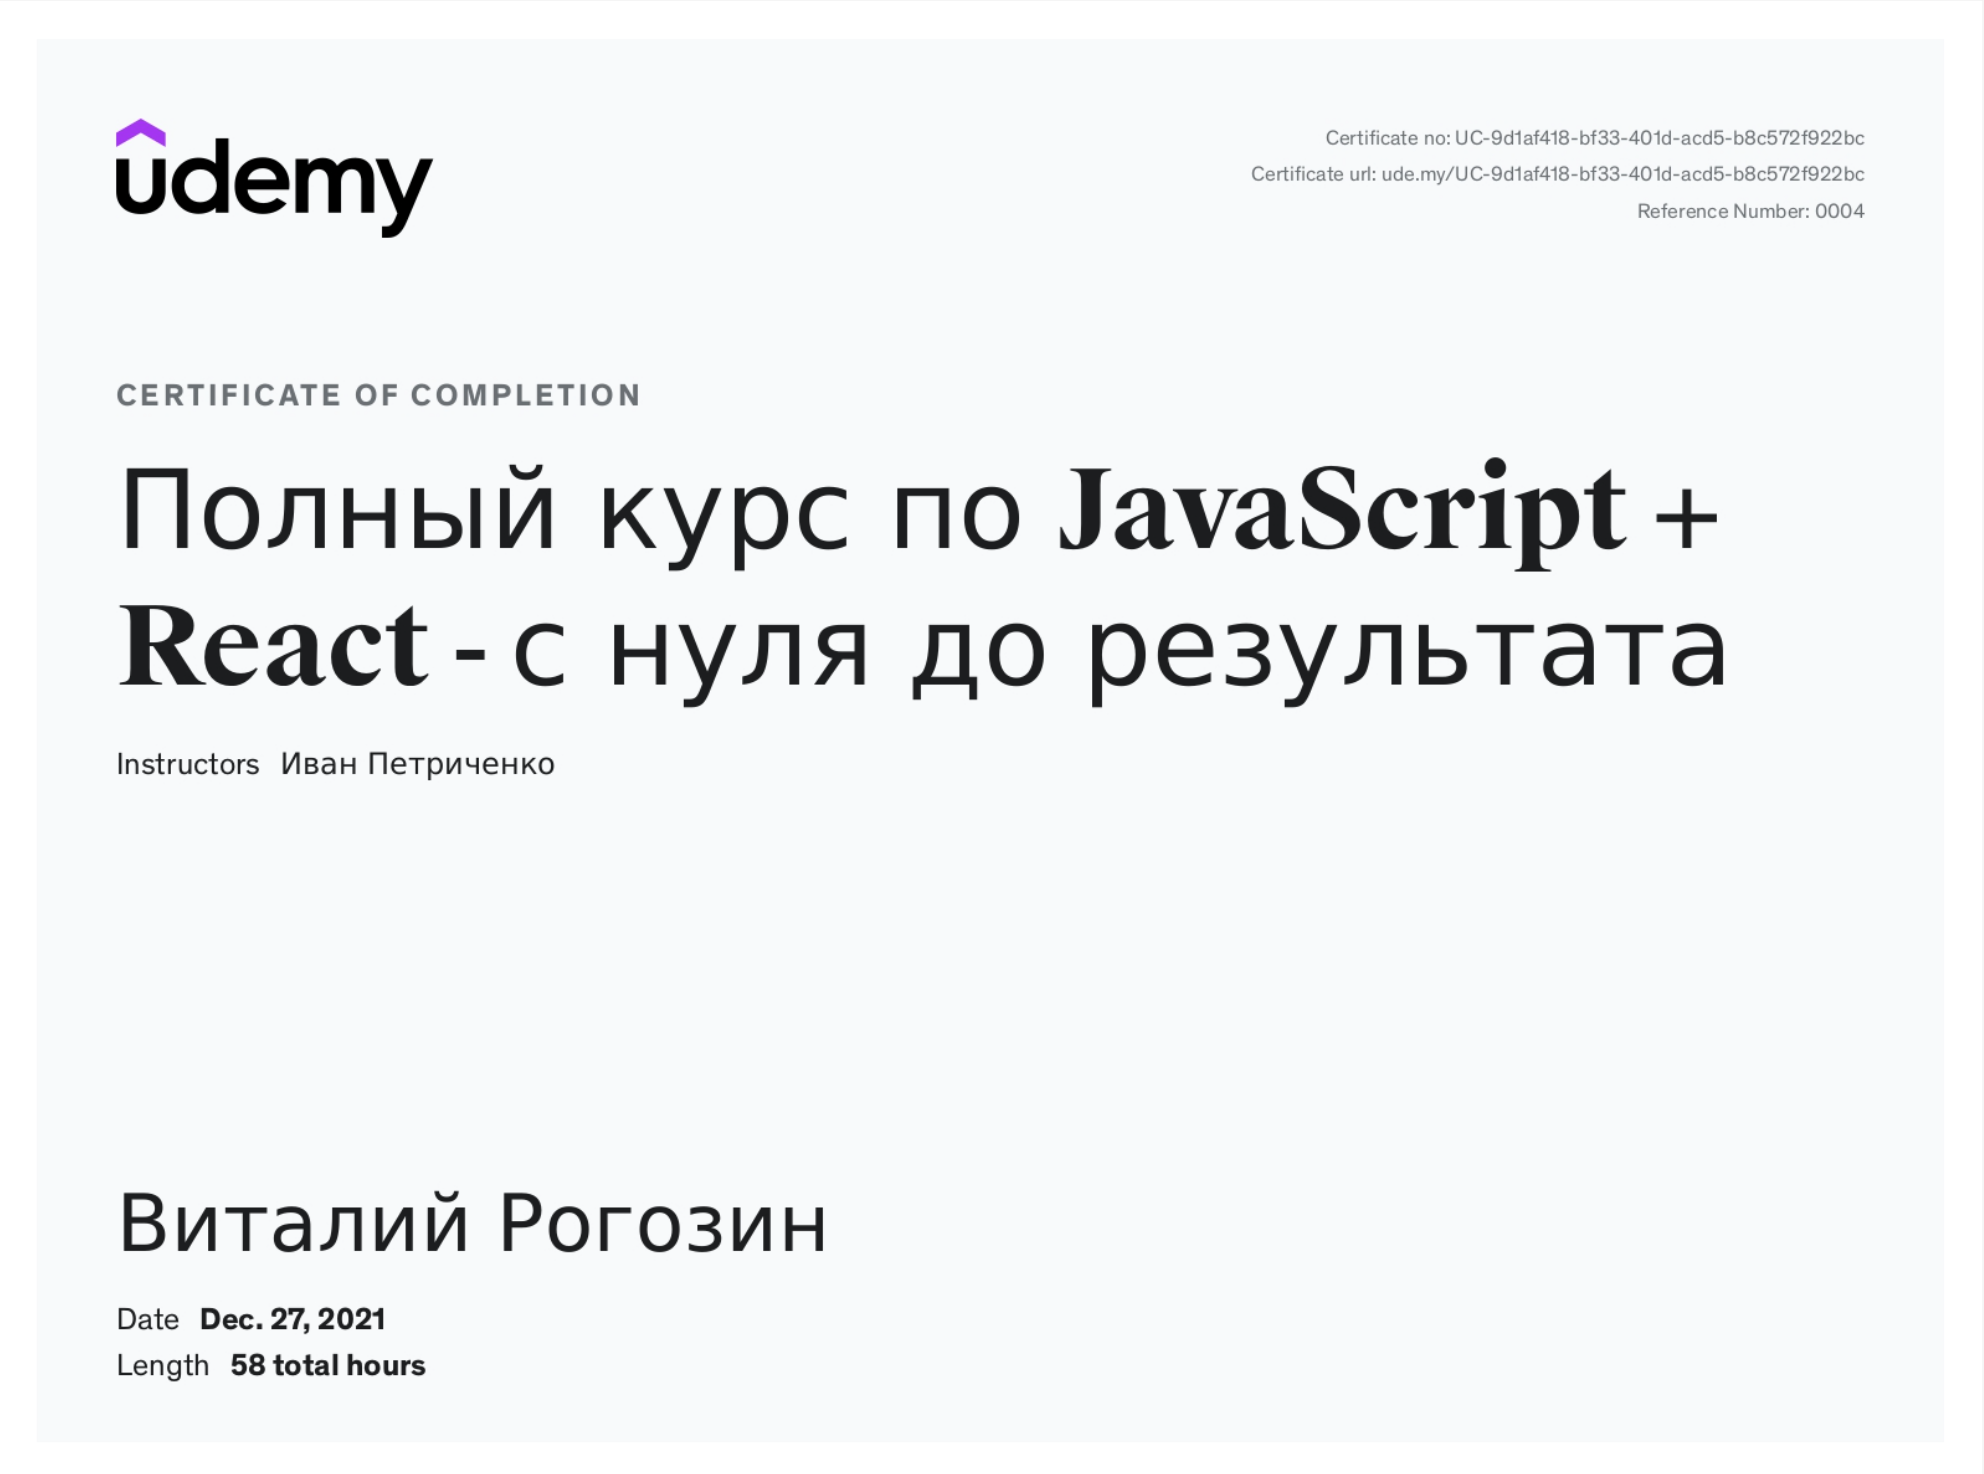 udemy
Certificate no: UC-9d1af418-bf33-401d-acd5-b8c572f922bc
Certificate url: ude.my/UC-9d1af418-bf33-401d-acd5-b8c572f922bc
Reference Number: 0004
CERTIFICATE OF COMPLETION
Полный курс по JavaScript +
React - с нуля до результата
Instructors Иван Петриченко
Виталий Рогозин
Date Dec. 27, 2021
Length 58 total hours